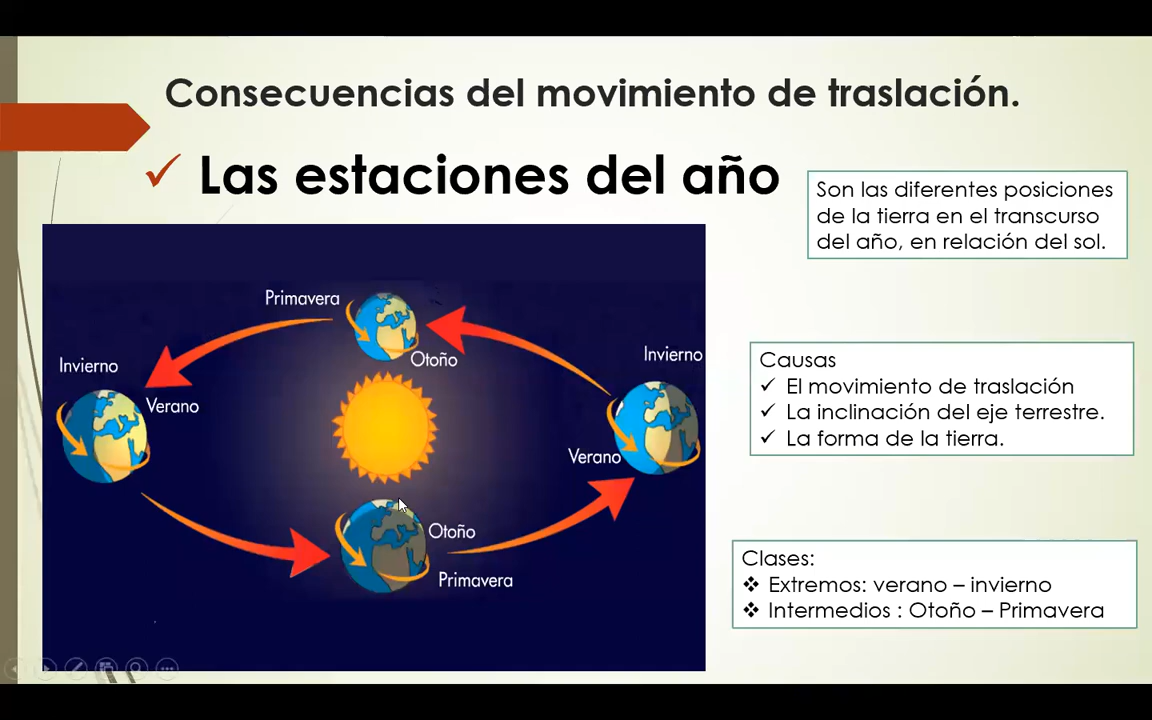 Consecuencias del movimiento de traslación.
✓ Las estaciones del año
Son las diferentes posiciones
de la tierra en el transcurso
del año, en relación del sol.
Primavera
Otoño
Invierno
Verano
Invierno
Verano
Otoño
Primavera
Causas
✓ El movimiento de traslación
✓ La inclinación del eje terrestre.
✓ La forma de la tierra.
Clases:
❖ Extremos: verano – invierno
❖ Intermedios : Otoño – Primavera